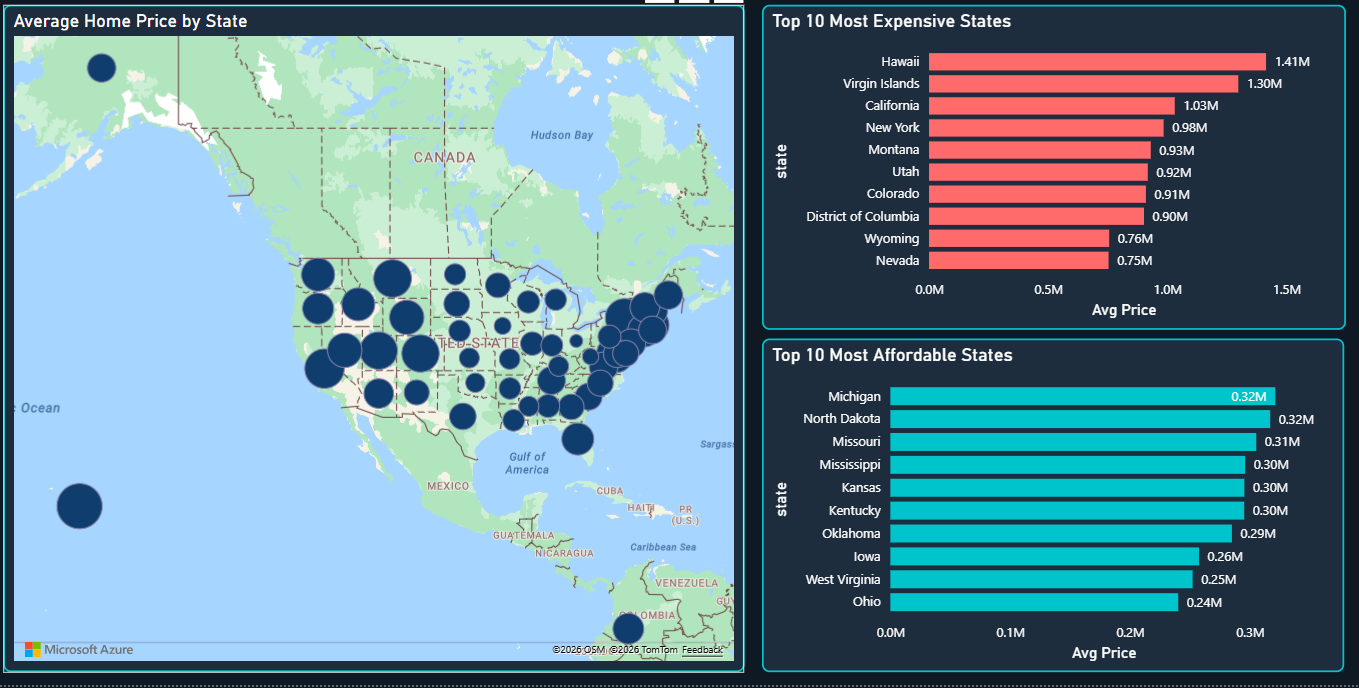 Average Home Price by State
Hudson Bay
CANADA
TED STATE
c Ocean
Gulf of
America
Sargass
MEXICO
CUBA
HAITI
PR
(U.S.)
GUATEMALA
NICARAGUA
Caribbean Sea
VENEZUELA
GUY
COLOMBIA
Microsoft Azure
©2026 OSM ©2026 TomTom Feedback
Top 10 Most Expensive States
state
Hawaii 1.41M
Virgin Islands 1.30M
California 1.03M
New York 0.98M
Montana 0.93M
Utah 0.92M
Colorado 0.91M
District of Columbia 0.90M
Wyoming 0.76M
Nevada 0.75M
0.0M 0.5M 1.0M 1.5M
Avg Price
Top 10 Most Affordable States
state
Michigan 0.32M
North Dakota 0.32M
Missouri 0.31M
Mississippi 0.30M
Kansas 0.30M
Kentucky 0.30M
Oklahoma 0.29M
Iowa 0.26M
West Virginia 0.25M
Ohio 0.24M
0.0M 0.1M 0.2M 0.3M
Avg Price